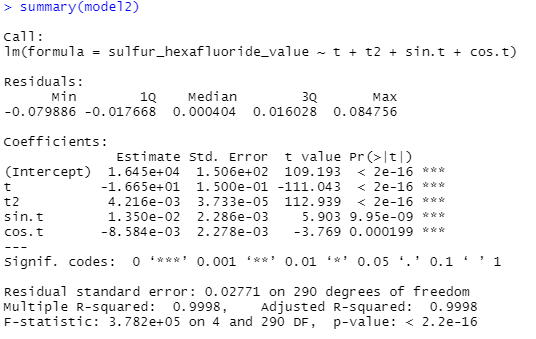 > summary(model2)
Call:
lm(formula = sulfur_hexafluoride_value ~ t + t2 + sin.t + cos.t)
Residuals:
Min 1Q Median 3Q Max
-0.079886 -0.017668 0.000404 0.016028 0.084756
Coefficients:
Estimate Std. Error t value Pr(>|t|)
(Intercept) 1.645e+04 1.506e+02 109.193 < 2e-16 ***
t -1.665e+01 1.500e-01 -111.043 < 2e-16 ***
t2 4.216e-03 3.733e-05 112.939 < 2e-16 ***
sin.t 1.350e-02 2.286e-03 5.903 9.95e-09 ***
cos.t -8.584e-03 2.278e-03 -3.769 0.000199 ***
---
Signif. codes: 0 ‘***’ 0.001 ‘**’ 0.01 ‘*’ 0.05 ‘.’ 0.1 ‘ ’ 1
Residual standard error: 0.02771 on 290 degrees of freedom
Multiple R-squared: 0.9998, Adjusted R-squared: 0.9998
F-statistic: 3.782e+05 on 4 and 290 DF, p-value: < 2.2e-16